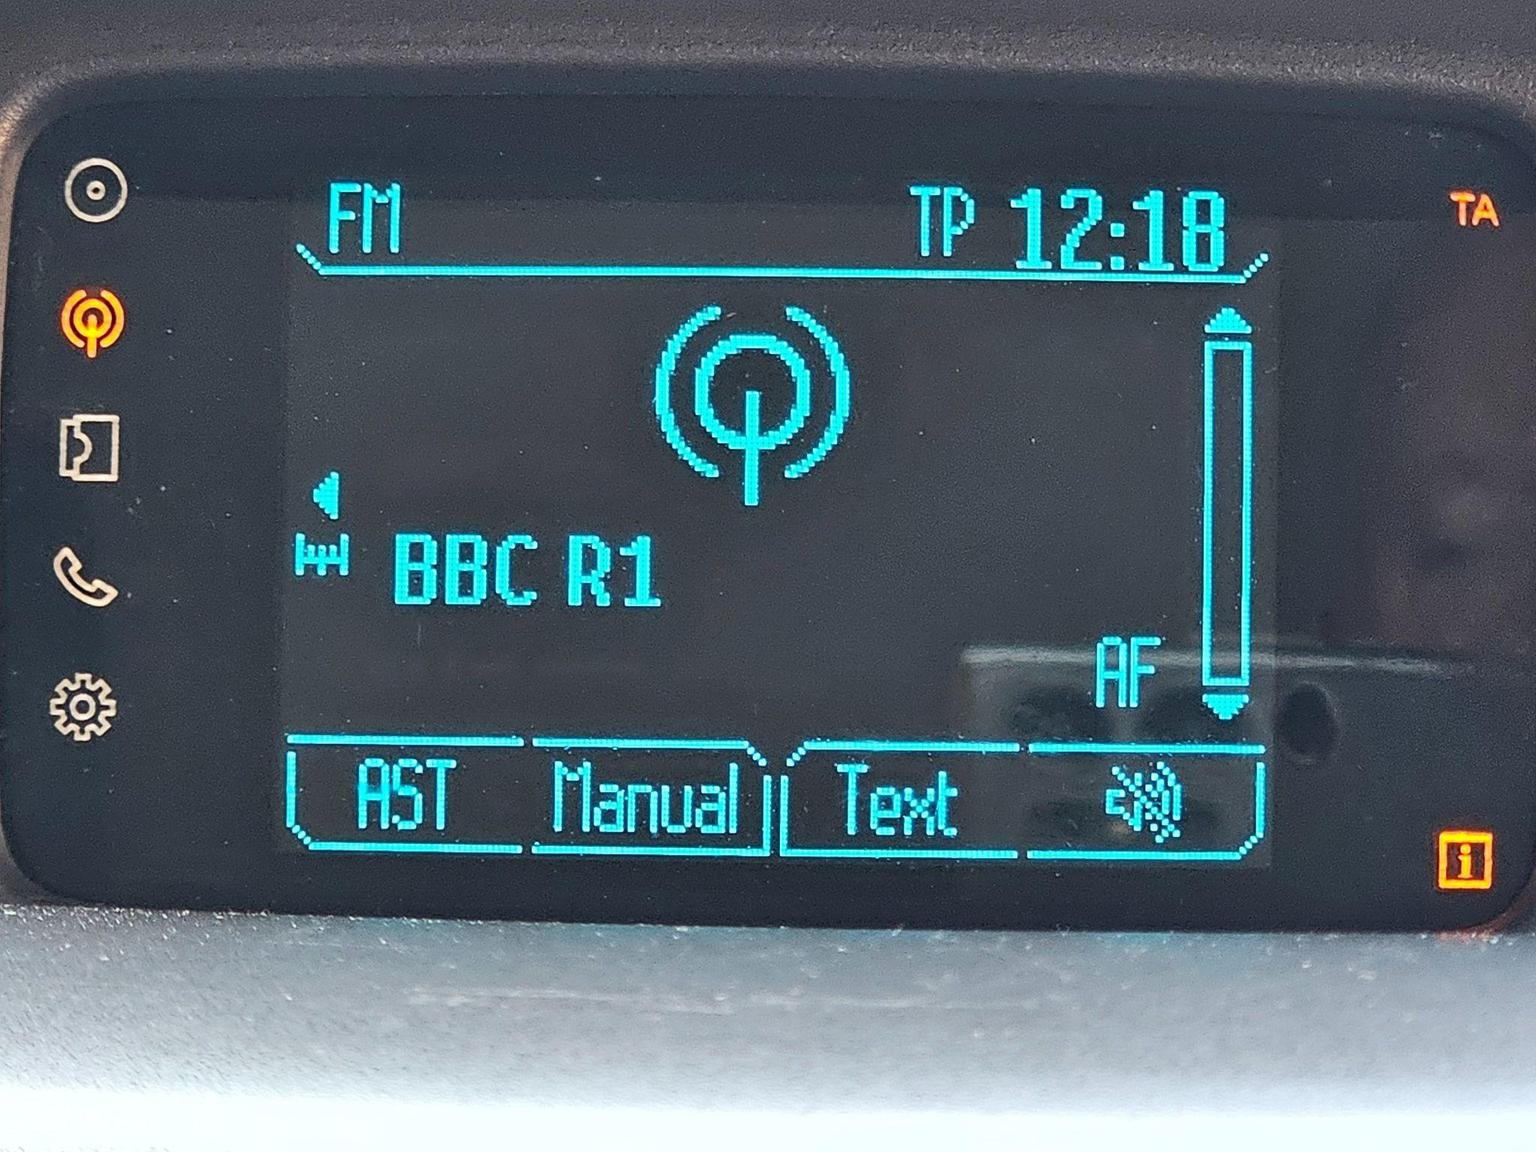 FM TP 12:18
TA
BBC R1
AF
AST Manual Text
i